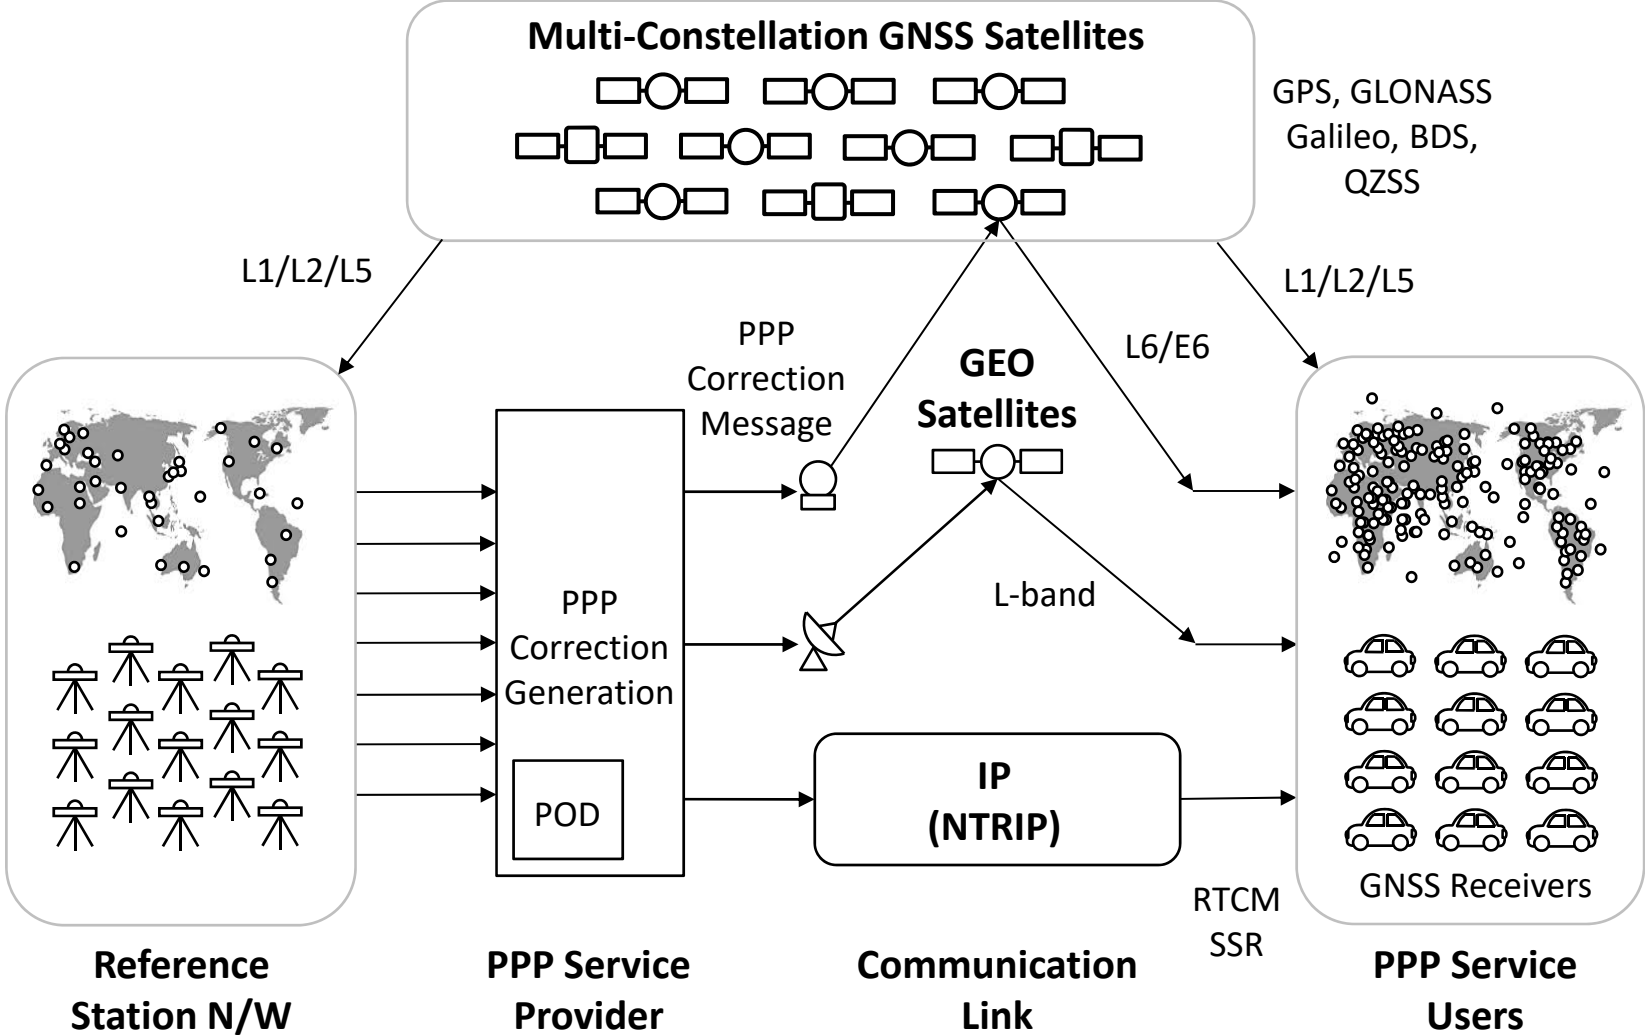 Multi-Constellation GNSS Satellites
GPS, GLONASS
Galileo, BDS,
QZSS
L1/L2/L5
L1/L2/L5
PPP
Correction
Message
L6/E6
GEO
Satellites
L-band
PPP
Correction
Generation
POD
IP
(NTRIP)
GNSS Receivers
RTCM
SSR
Reference
Station N/W
PPP Service
Provider
Communication
Link
PPP Service
Users